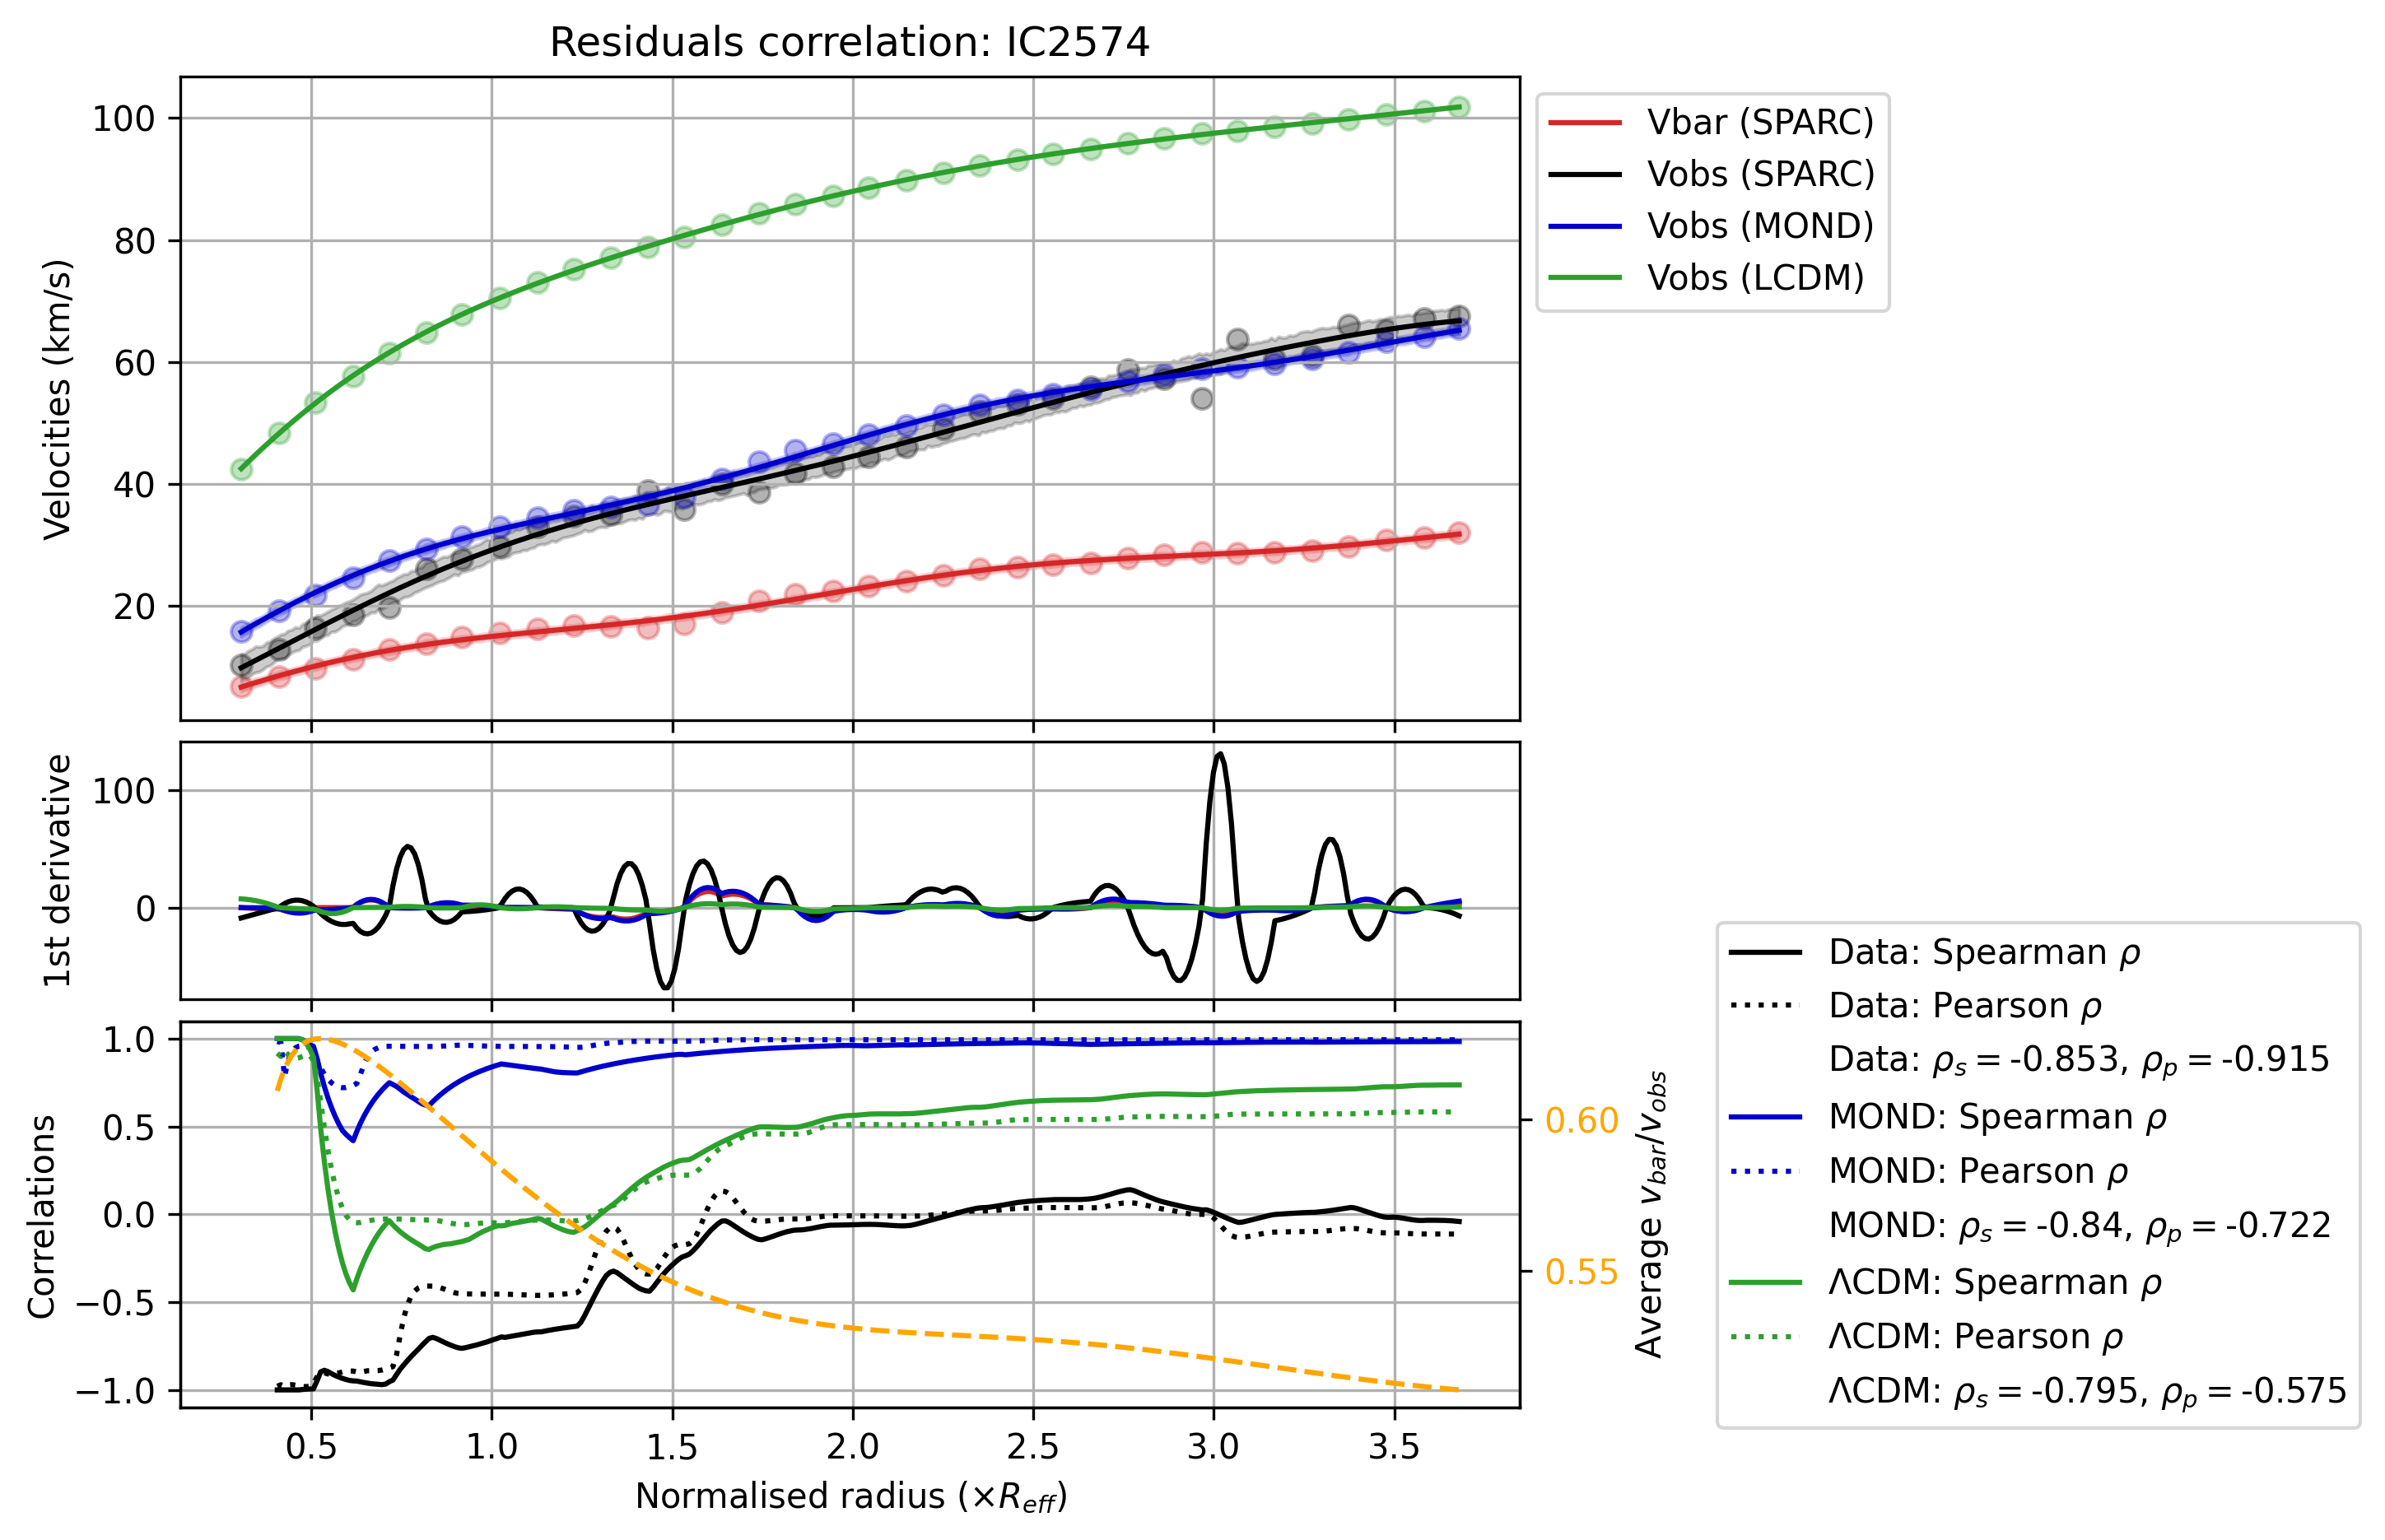 Residuals correlation: IC2574
Velocities (km/s)
100
80
60
40
20
Vbar (SPARC)
Vobs (SPARC)
Vobs (MOND)
Vobs (LCDM)
1st derivative
100
0
Correlations
1.0
0.5
0.0
−0.5
−1.0
0.60
0.55
Average v_bar/v_obs
0.5 1.0 1.5 2.0 2.5 3.0 3.5
Normalised radius (×R_eff)
Data: Spearman ρ
Data: Pearson ρ
Data: ρ_s = -0.853, ρ_p = -0.915
MOND: Spearman ρ
MOND: Pearson ρ
MOND: ρ_s = -0.84, ρ_p = -0.722
ΛCDM: Spearman ρ
ΛCDM: Pearson ρ
ΛCDM: ρ_s = -0.795, ρ_p = -0.575